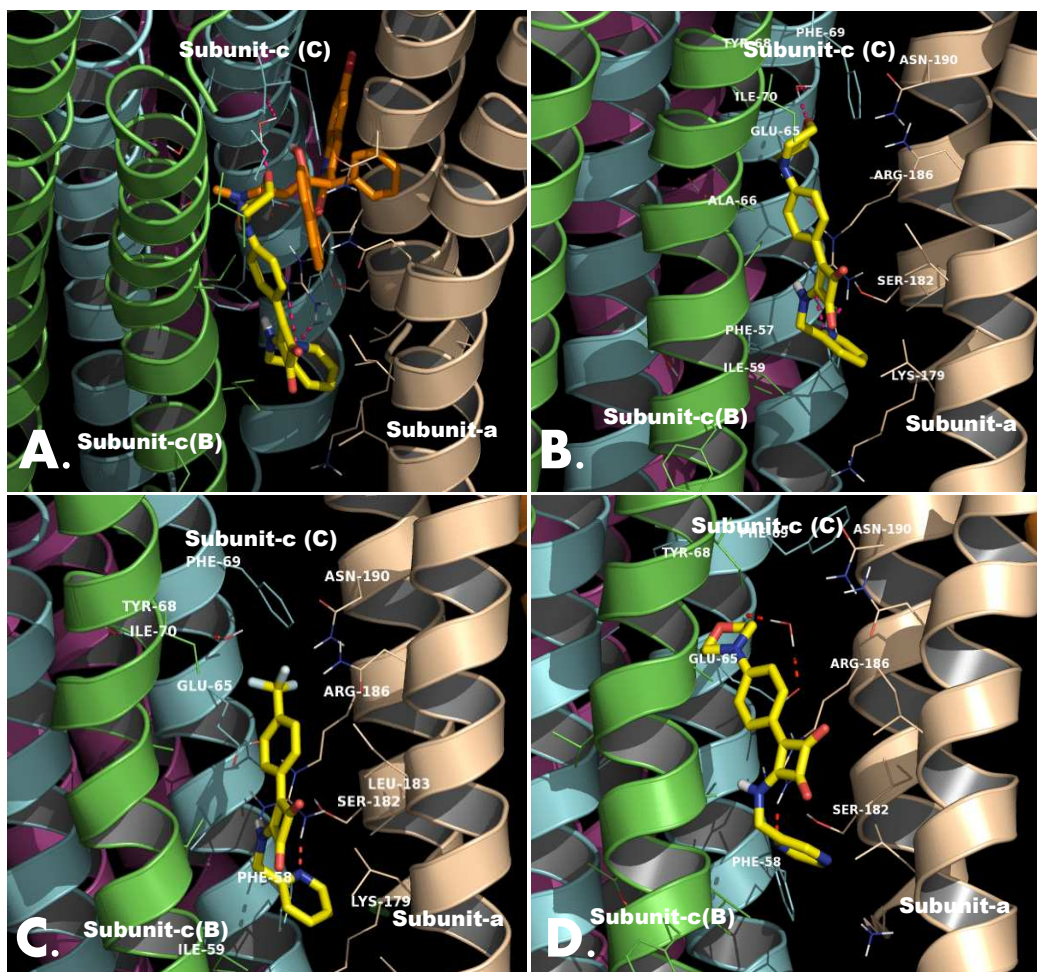 Subunit-c (C)
Subunit-c(B)
Subunit-a
A.
PHE-69
TYR-68
Subunit-c (C)
ASN-190
ILE-70
GLU-65
ARG-186
ALA-66
SER-182
PHE-57
ILE-59
LYS-179
Subunit-c(B)
Subunit-a
B.
Subunit-c (C)
PHE-69
ASN-190
TYR-68
ILE-70
GLU-65
ARG-186
LEU-183
SER-182
PHE-58
LYS-179
Subunit-a
Subunit-c(B)
ILE-59
C.
Subunit-c (C)
PHE-69
ASN-190
TYR-68
GLU-65
ARG-186
SER-182
PHE-58
Subunit-a
Subunit-c(B)
D.